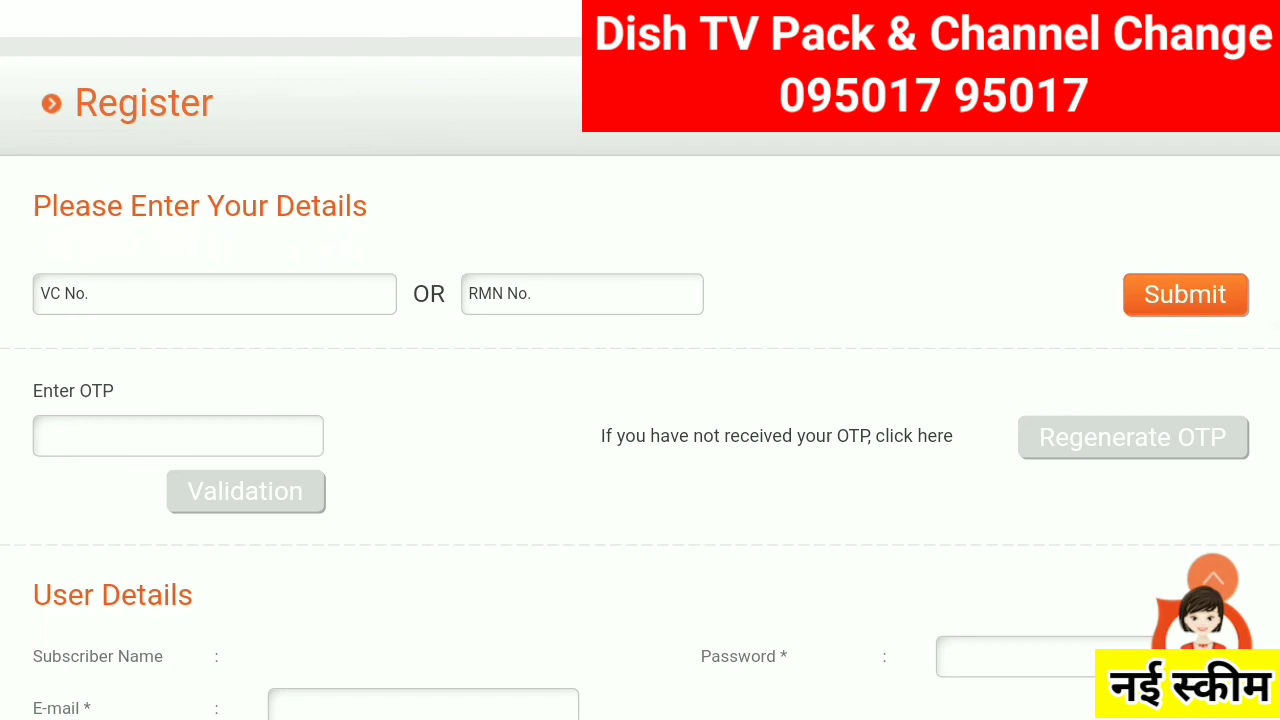 Dish TV Pack & Channel Change
095017 95017
Register
Please Enter Your Details
VC No. OR RMN No. Submit
Enter OTP
If you have not received your OTP, click here Regenerate OTP
Validation
User Details
Subscriber Name : Password * :
E-mail * :
नई स्कीम